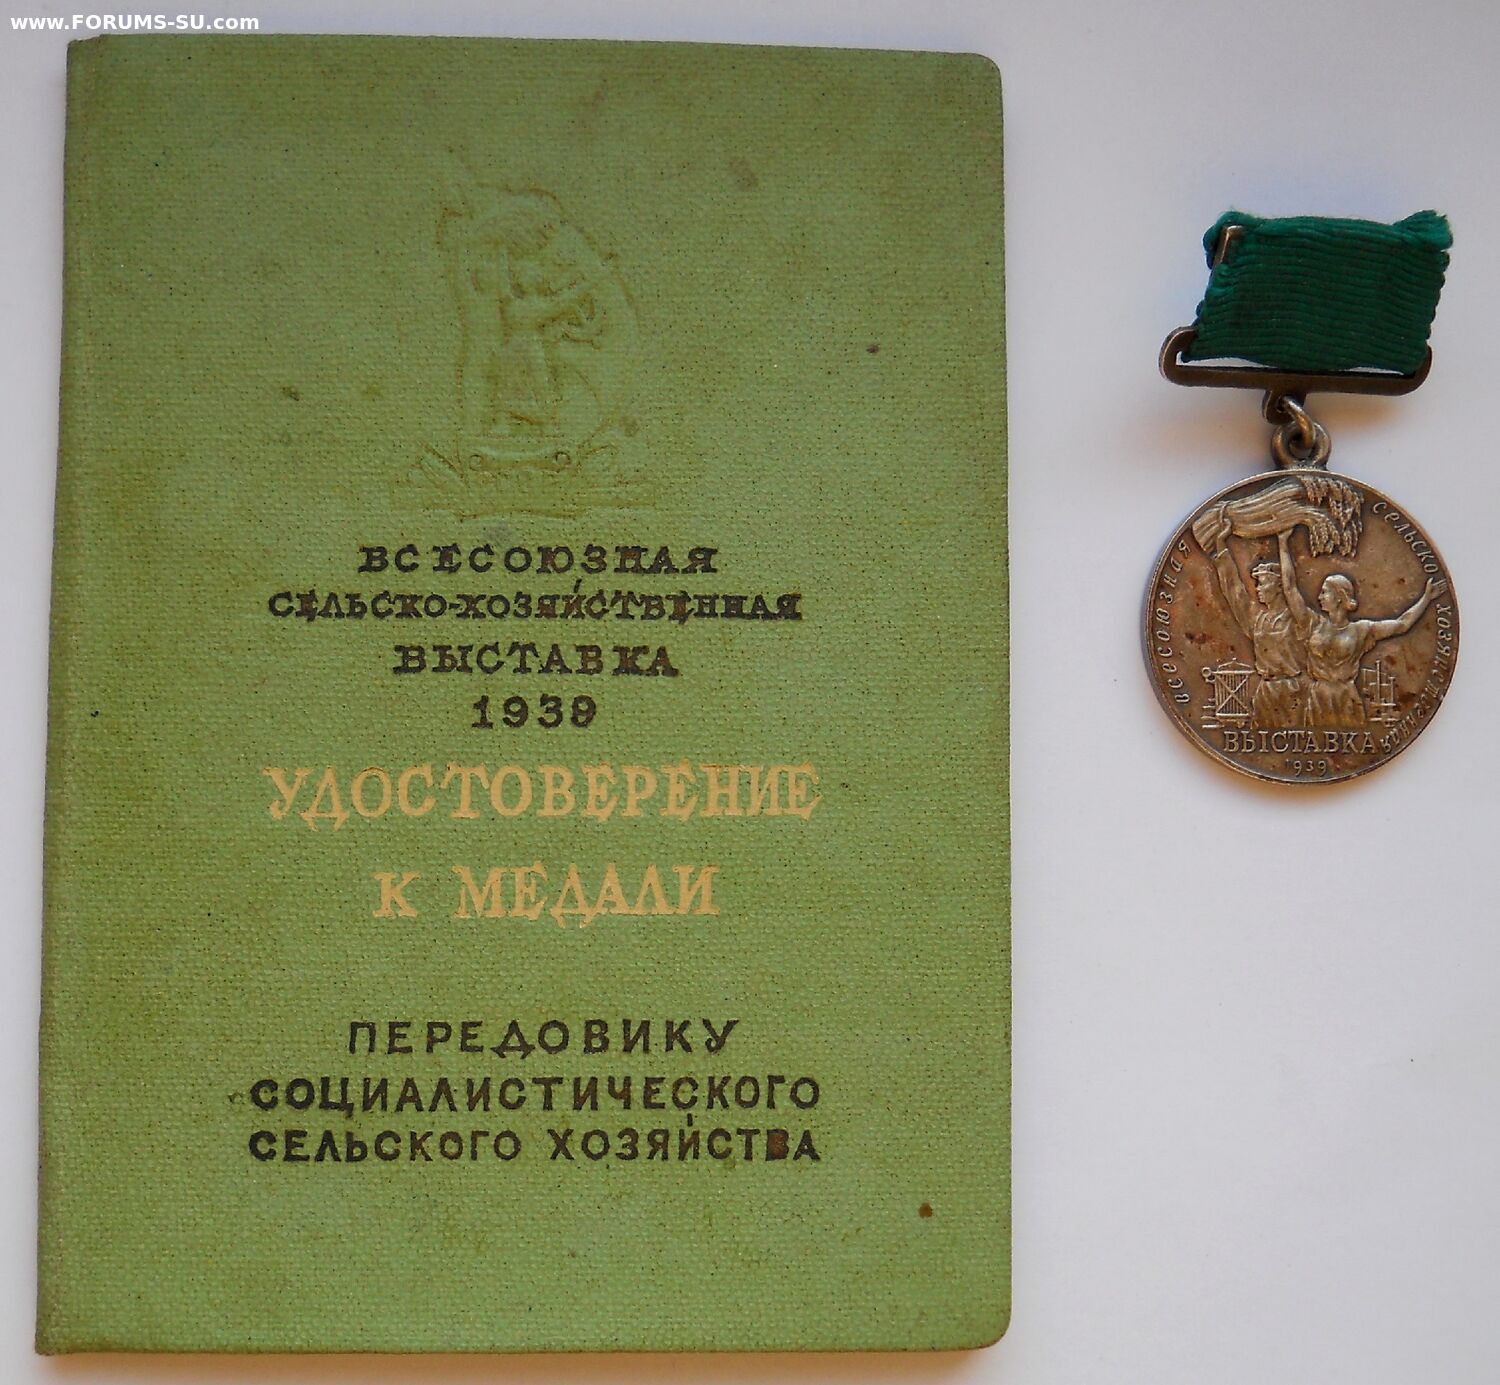 www.FORUMS-SU.com
ВСЕСОЮЗНАЯ
СЕЛЬСКО-ХОЗЯЙСТВЕННАЯ
ВЫСТАВКА
1939
УДОСТОВЕРЕНИЕ
К МЕДАЛИ
ПЕРЕДОВИКУ
СОЦИАЛИСТИЧЕСКОГО
СЕЛЬСКОГО ХОЗЯЙСТВА
ВСЕСОЮЗНАЯ СЕЛЬСКО ХОЗЯЙСТВЕННАЯ
ВЫСТАВКА
1939